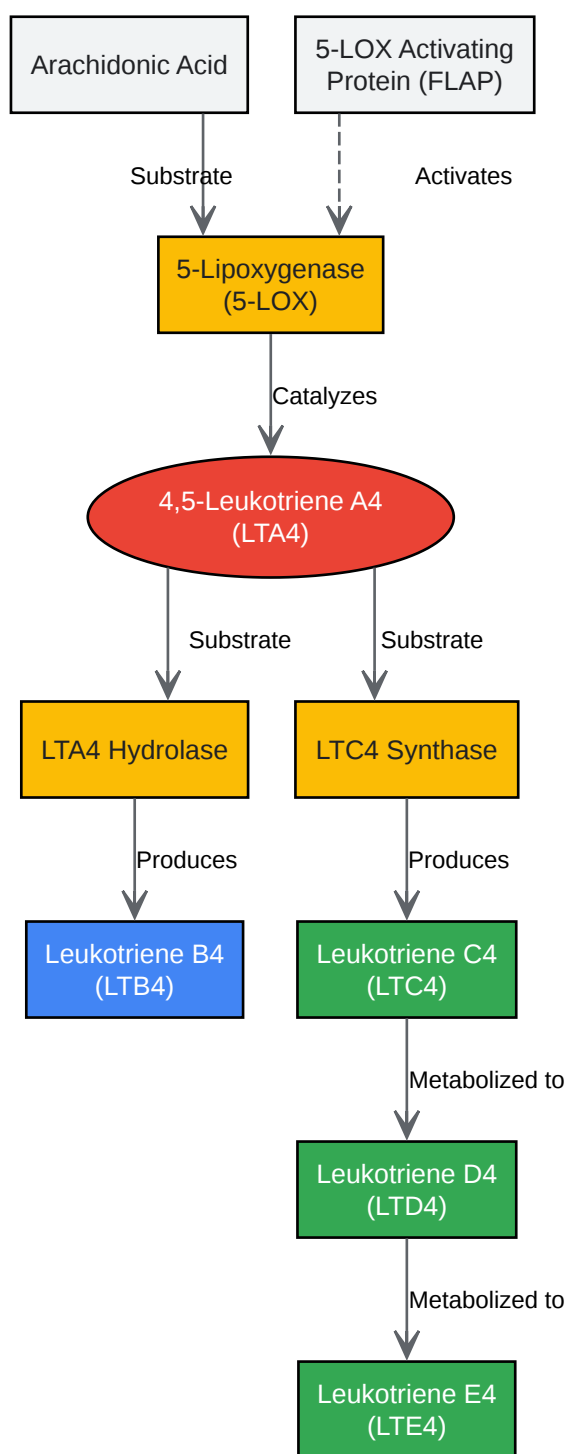 Arachidonic Acid
5-LOX Activating
Protein (FLAP)
Substrate
Activates
5-Lipoxygenase
(5-LOX)
Catalyzes
4,5-Leukotriene A4
(LTA4)
Substrate
Substrate
LTA4 Hydrolase
LTC4 Synthase
Produces
Produces
Leukotriene B4
(LTB4)
Leukotriene C4
(LTC4)
Metabolized to
Leukotriene D4
(LTD4)
Metabolized to
Leukotriene E4
(LTE4)